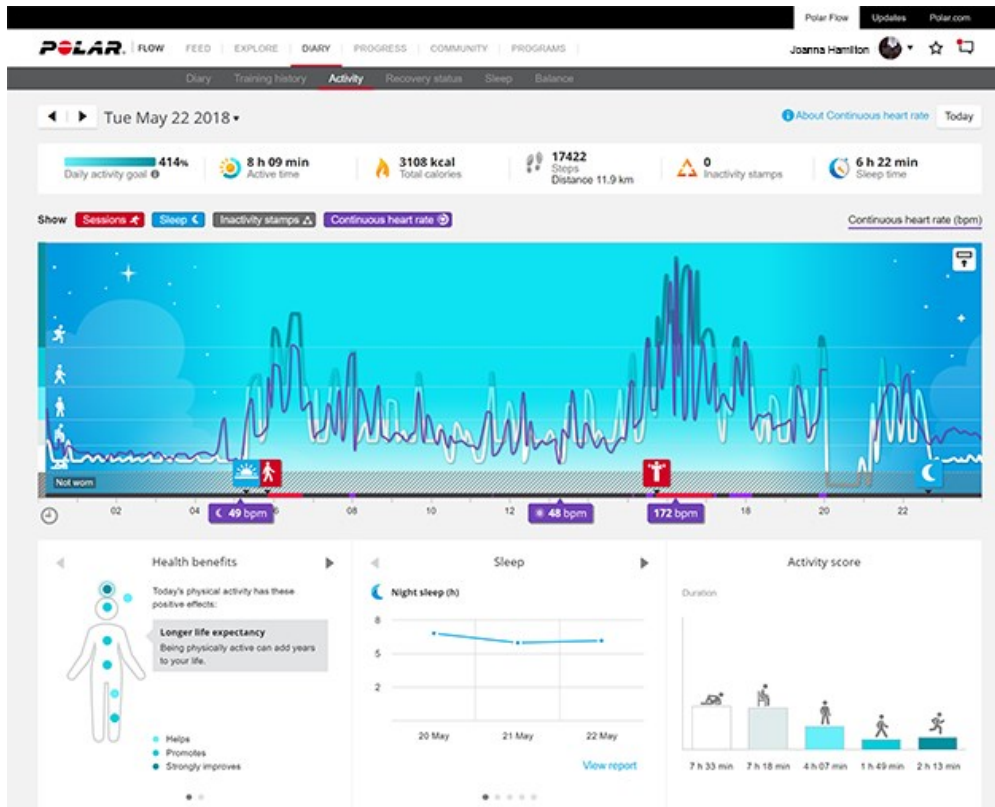 Polar Flow Updates Polar.com
POLAR. FLOW FEED EXPLORE DIARY PROGRESS COMMUNITY PROGRAMS Joanna Hamilton
Diary Training history Activity Recovery status Sleep Balance
Tue May 22 2018 About Continuous heart rate Today
414% Daily activity goal
8 h 09 min Active time
3108 kcal Total calories
17422 Steps
Distance 11.9 km
0 Inactivity stamps
6 h 22 min Sleep time
Show Sessions Sleep Inactivity stamps Continuous heart rate Continuous heart rate (bpm)
Not worn
02 04 6 08 10 12 18 20 22
49 bpm 48 bpm 172 bpm
Health benefits
Today's physical activity has these
positive effects:
Longer life expectancy
Being physically active can add years
to your life.
Helps
Promotes
Strongly improves
Sleep
Night sleep (h)
8
5
2
20 May 21 May 22 May
View report
Activity score
Duration
7 h 33 min 7 h 18 min 4 h 07 min 1 h 49 min 2 h 13 min